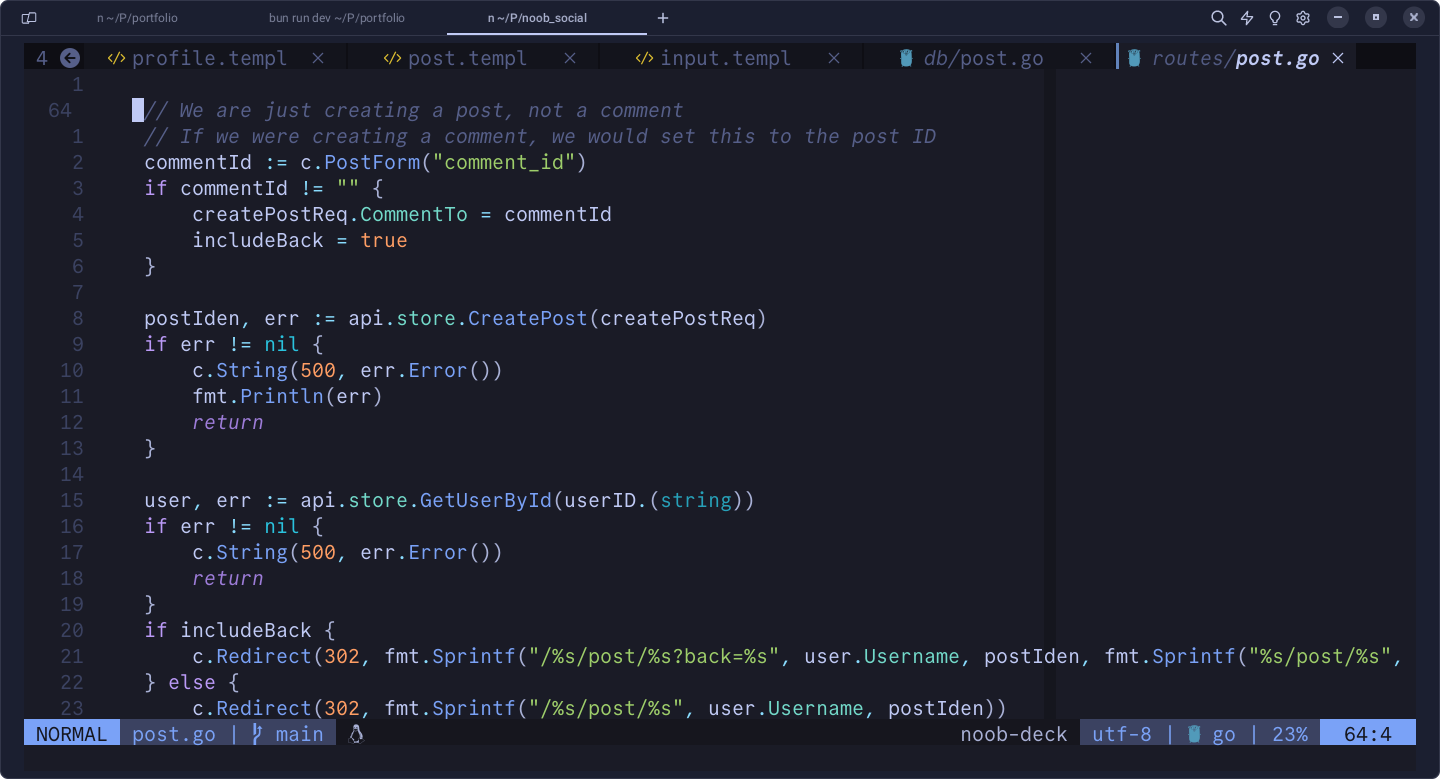 n ~/P/portfolio bun run dev ~/P/portfolio n ~/P/noob_social +
4 </> profile.templ × </> post.templ × </> input.templ × db/post.go × routes/post.go ×
1
64 // We are just creating a post, not a comment
1 // If we were creating a comment, we would set this to the post ID
2 commentId := c.PostForm("comment_id")
3 if commentId != "" {
4 createPostReq.CommentTo = commentId
5 includeBack = true
6 }
7
8 postIden, err := api.store.CreatePost(createPostReq)
9 if err != nil {
10 c.String(500, err.Error())
11 fmt.Println(err)
12 return
13 }
14
15 user, err := api.store.GetUserById(userID.(string))
16 if err != nil {
17 c.String(500, err.Error())
18 return
19 }
20 if includeBack {
21 c.Redirect(302, fmt.Sprintf("/%s/post/%s?back=%s", user.Username, postIden, fmt.Sprintf("%s/post/%s",
22 } else {
23 c.Redirect(302, fmt.Sprintf("/%s/post/%s", user.Username, postIden))
NORMAL post.go | main noob-deck utf-8 | go | 23% 64:4